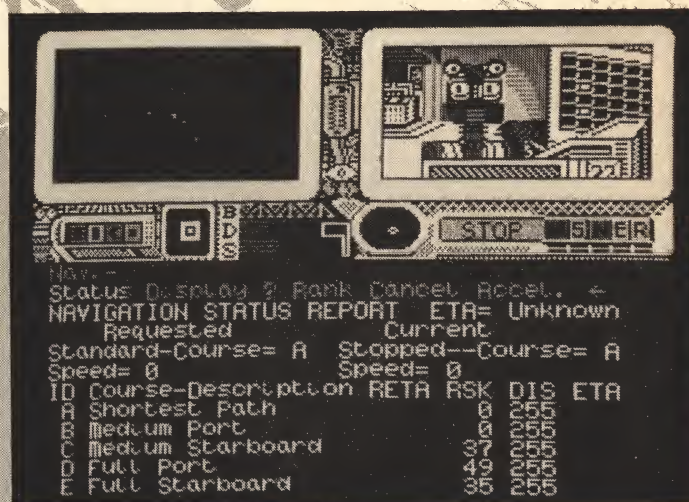 22
B
D
S
STOP
Nav.-
Status Display ? Rank Cancel Accel. ←
NAVIGATION STATUS REPORT ETA= Unknown
Requested Current
Standard-Course= A Stopped--Course= A
Speed= 0 Speed= 0
ID Course-Description RETA RSK DIS ETA
A Shortest Path 0 255
B Medium Port 0 255
C Medium Starboard 37 255
D Full Port 49 255
E Full Starboard 35 255